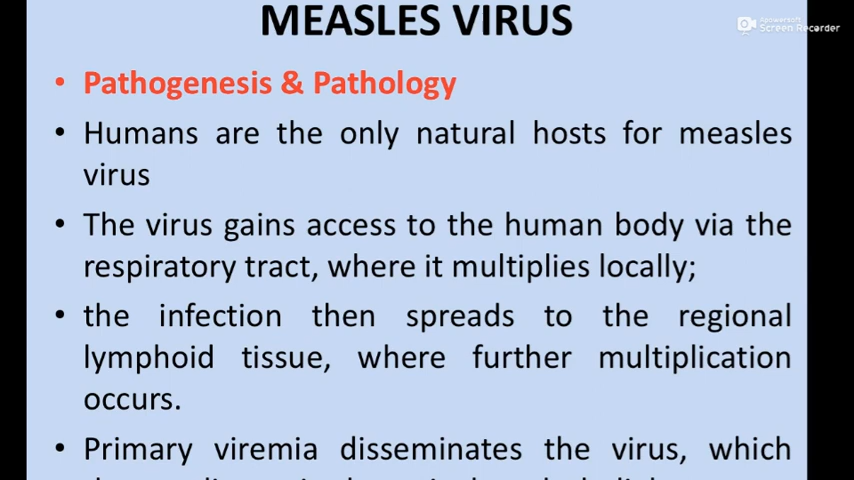 MEASLES VIRUS
Apowersoft
Screen Recorder
• Pathogenesis & Pathology
• Humans are the only natural hosts for measles
virus
• The virus gains access to the human body via the
respiratory tract, where it multiplies locally;
• the infection then spreads to the regional
lymphoid tissue, where further multiplication
occurs.
• Primary viremia disseminates the virus, which